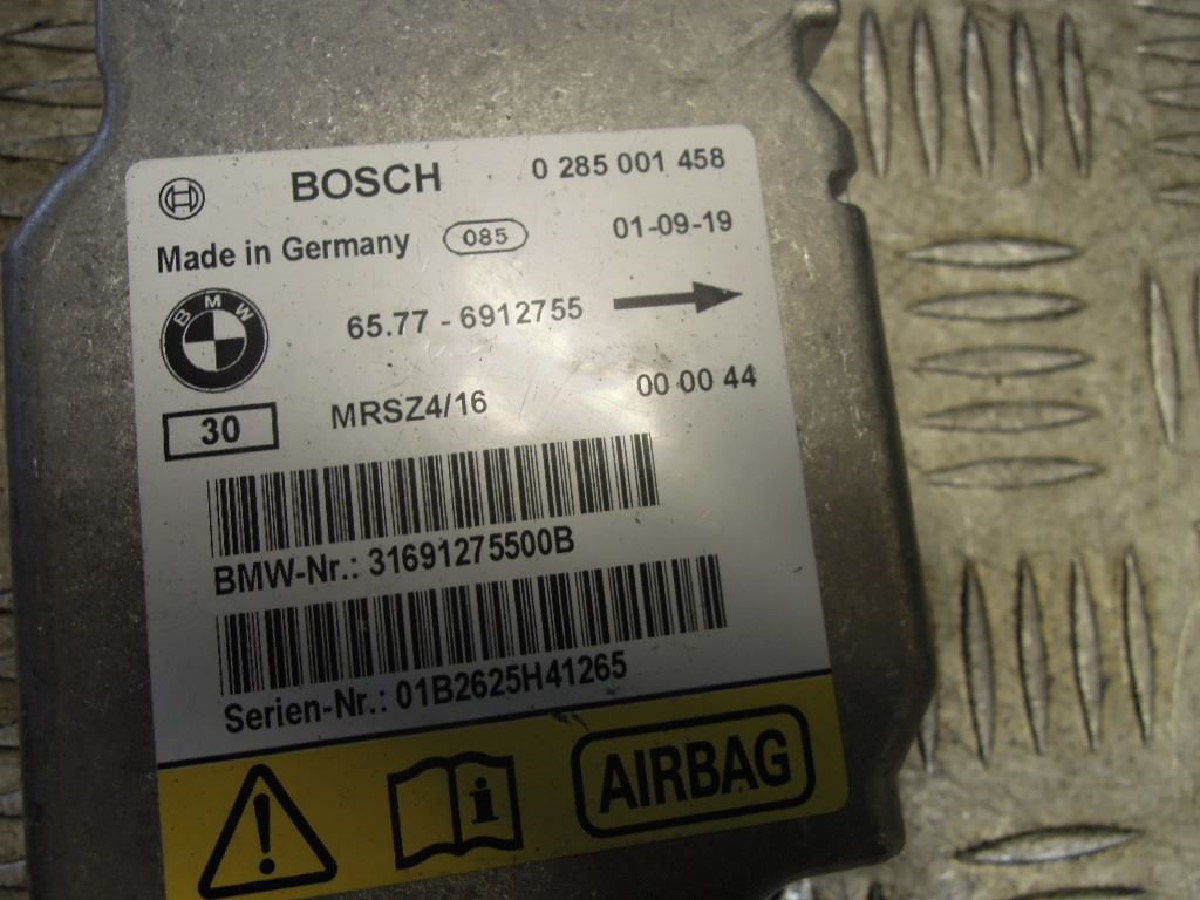 BOSCH 0 285 001 458
Made in Germany 085 01-09-19
BMW 65.77 - 6912755
30 MRSZ4/16 00 00 44
BMW-Nr.: 31691275500B
Serien-Nr.: 01B2625H41265
! i AIRBAG